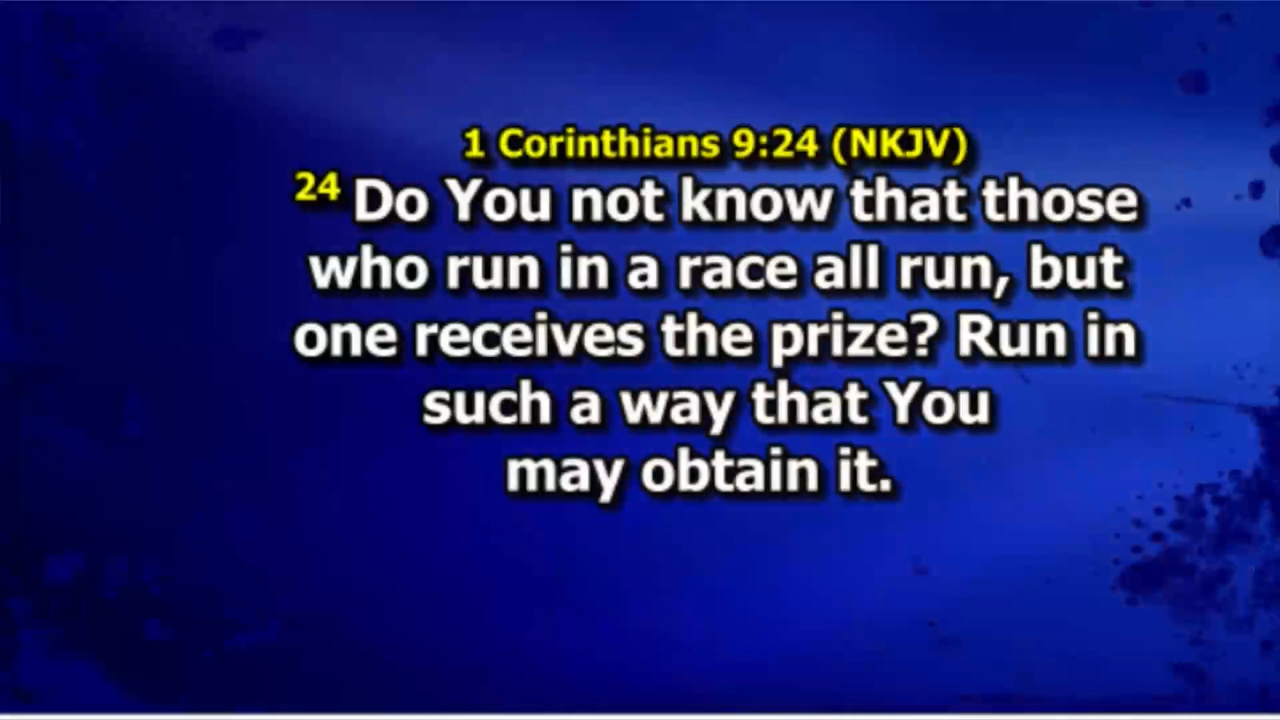 1 Corinthians 9:24 (NKJV)
24 Do You not know that those
who run in a race all run, but
one receives the prize? Run in
such a way that You
may obtain it.